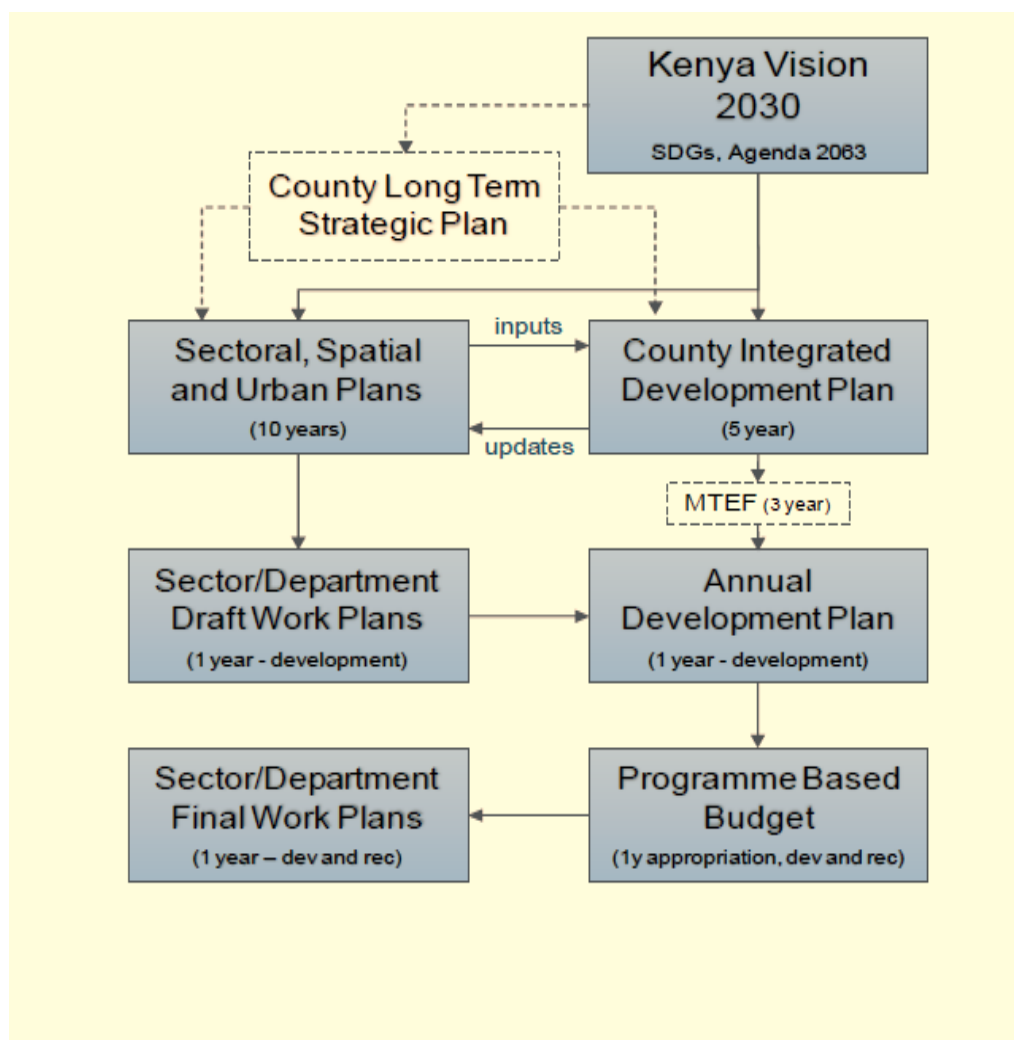 Kenya Vision
2030
SDGs, Agenda 2063
County Long Term
Strategic Plan
Sectoral, Spatial
and Urban Plans
(10 years)
inputs
updates
County Integrated
Development Plan
(5 year)
MTEF (3 year)
Sector/Department
Draft Work Plans
(1 year - development)
Annual
Development Plan
(1 year - development)
Sector/Department
Final Work Plans
(1 year – dev and rec)
Programme Based
Budget
(1y appropriation, dev and rec)